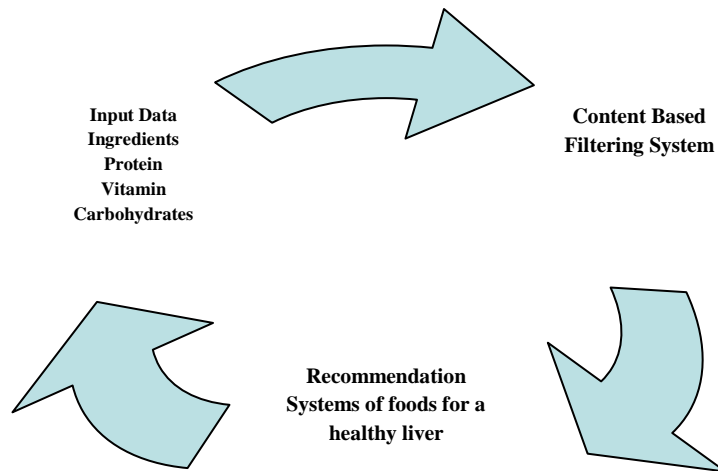 Input Data
Ingredients
Protein
Vitamin
Carbohydrates
Content Based
Filtering System
Recommendation
Systems of foods for a
healthy liver